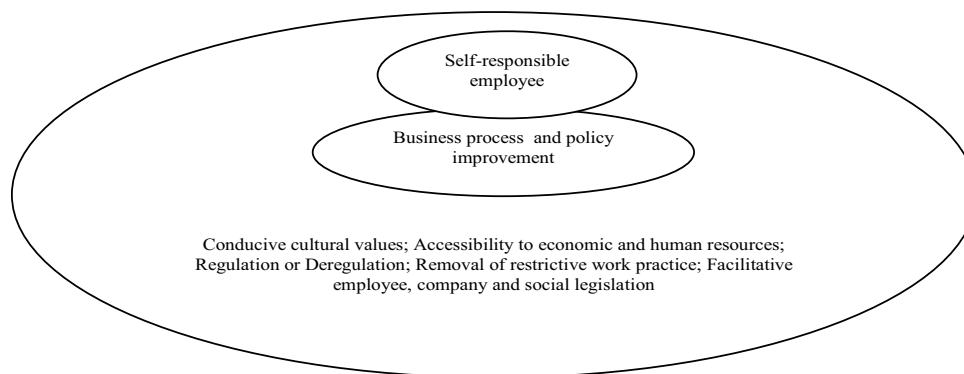 Self-responsible
employee
Business process and policy
improvement
Conducive cultural values; Accessibility to economic and human resources;
Regulation or Deregulation; Removal of restrictive work practice; Facilitative
employee, company and social legislation